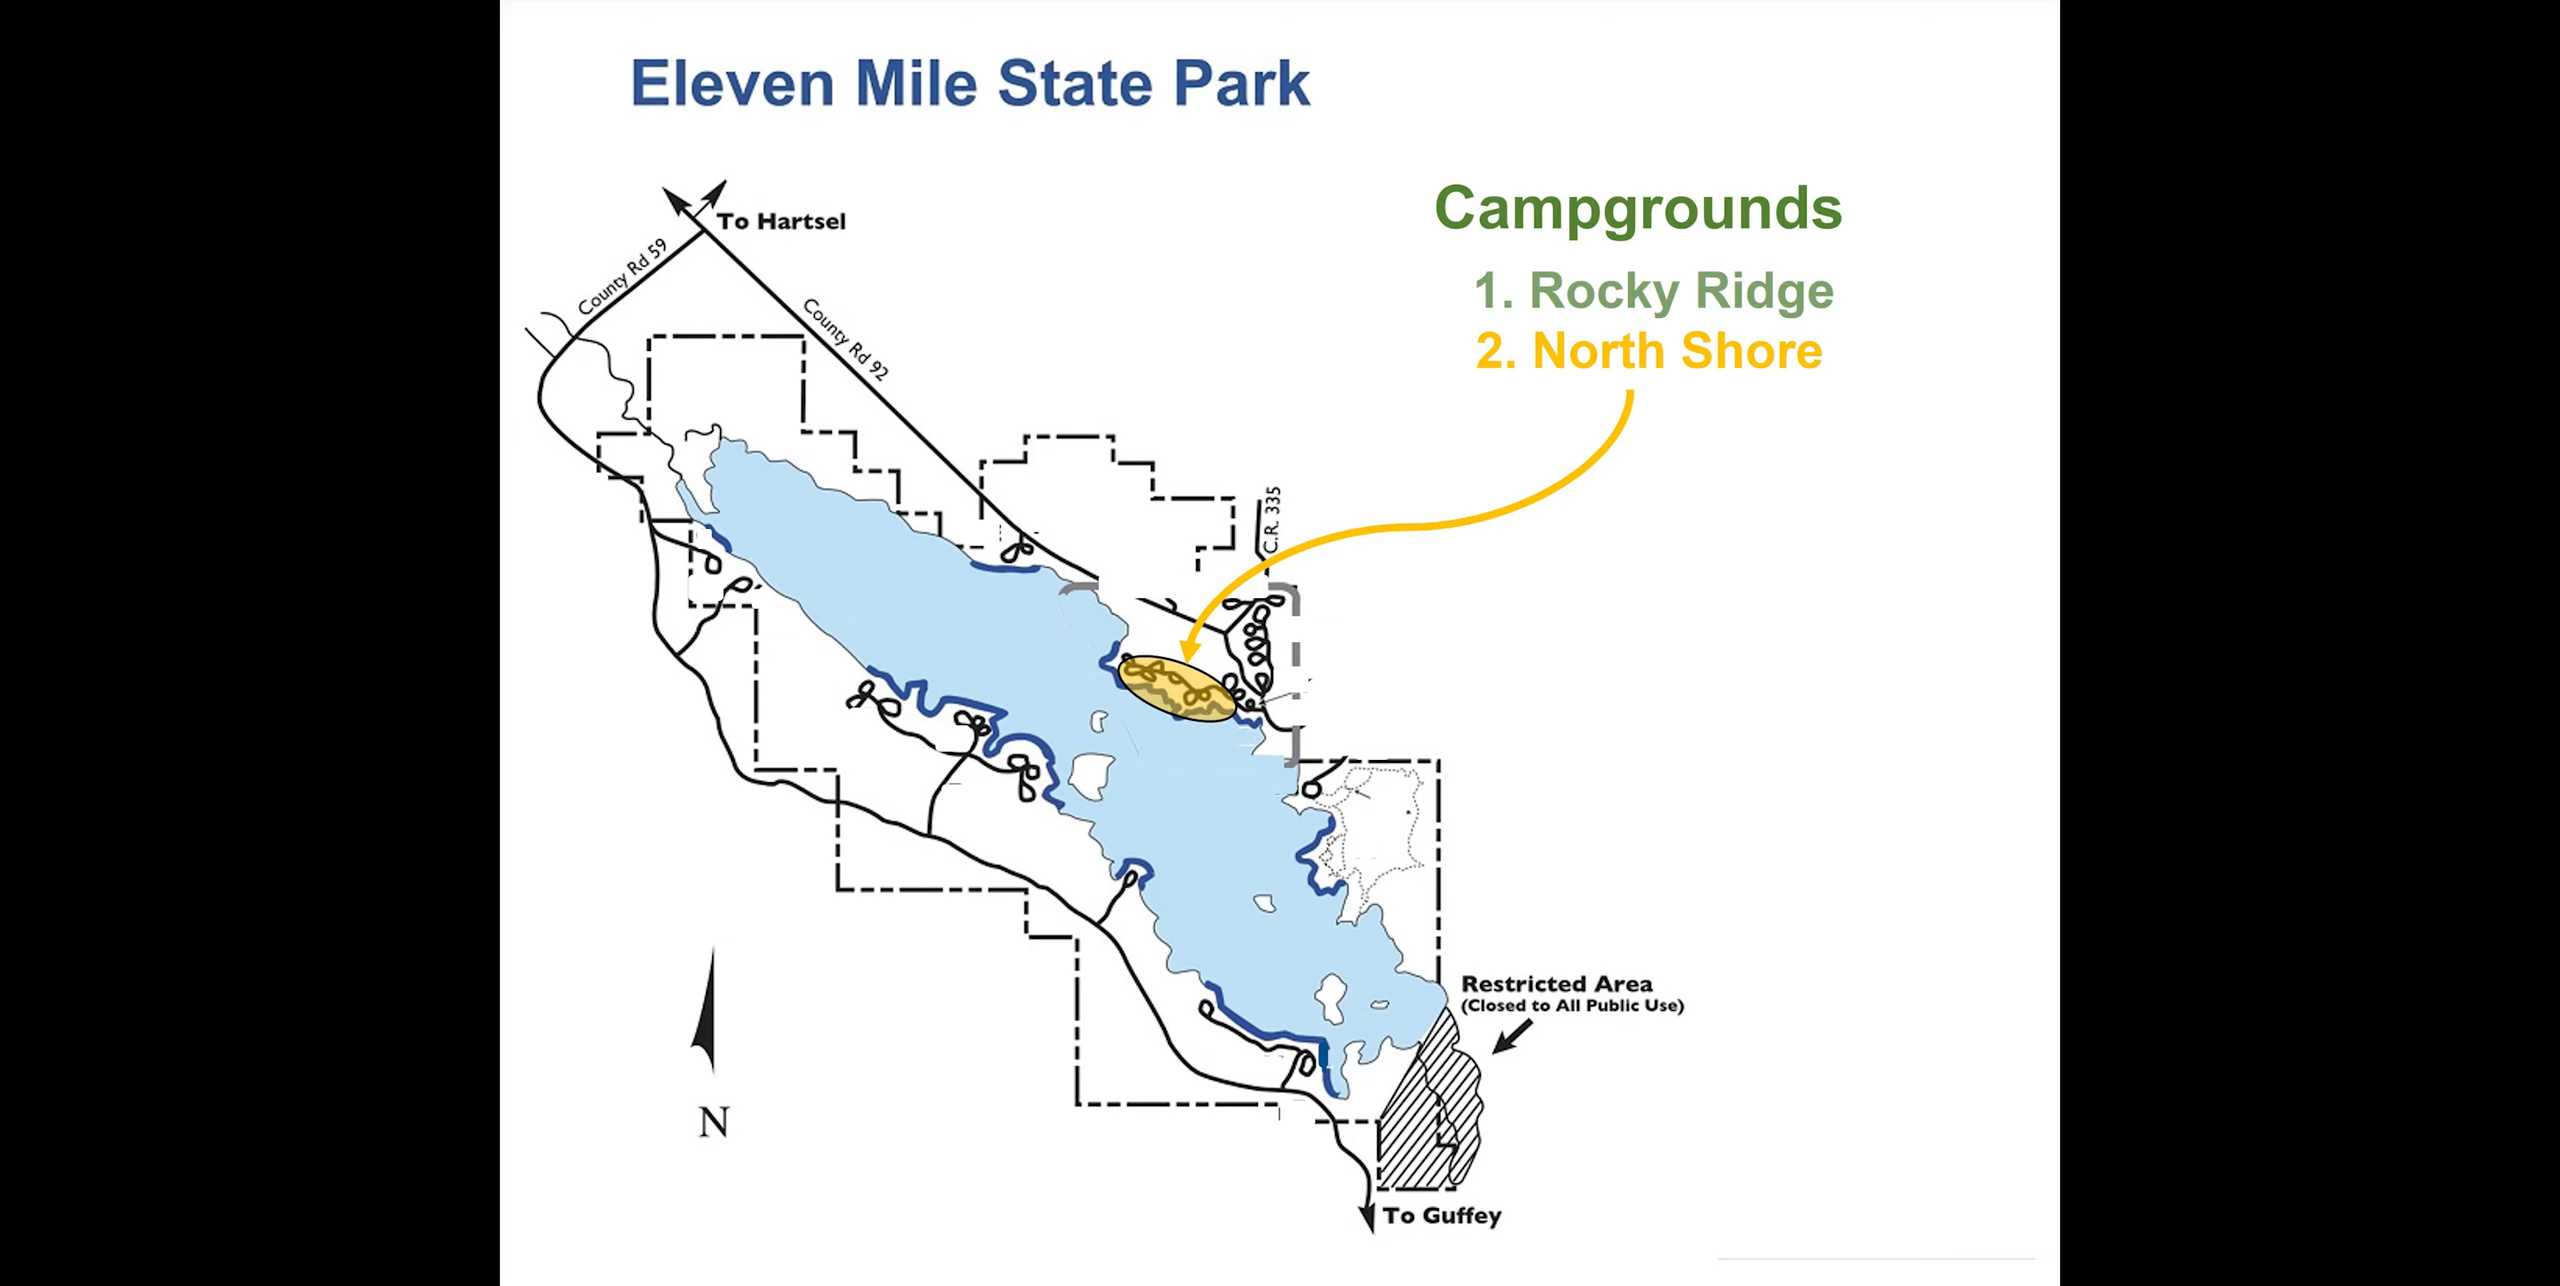 Eleven Mile State Park
Campgrounds
1. Rocky Ridge
2. North Shore
To Hartsel
County Rd 59
County Rd 92
C.R. 335
Restricted Area
(Closed to All Public Use)
N
To Guffey